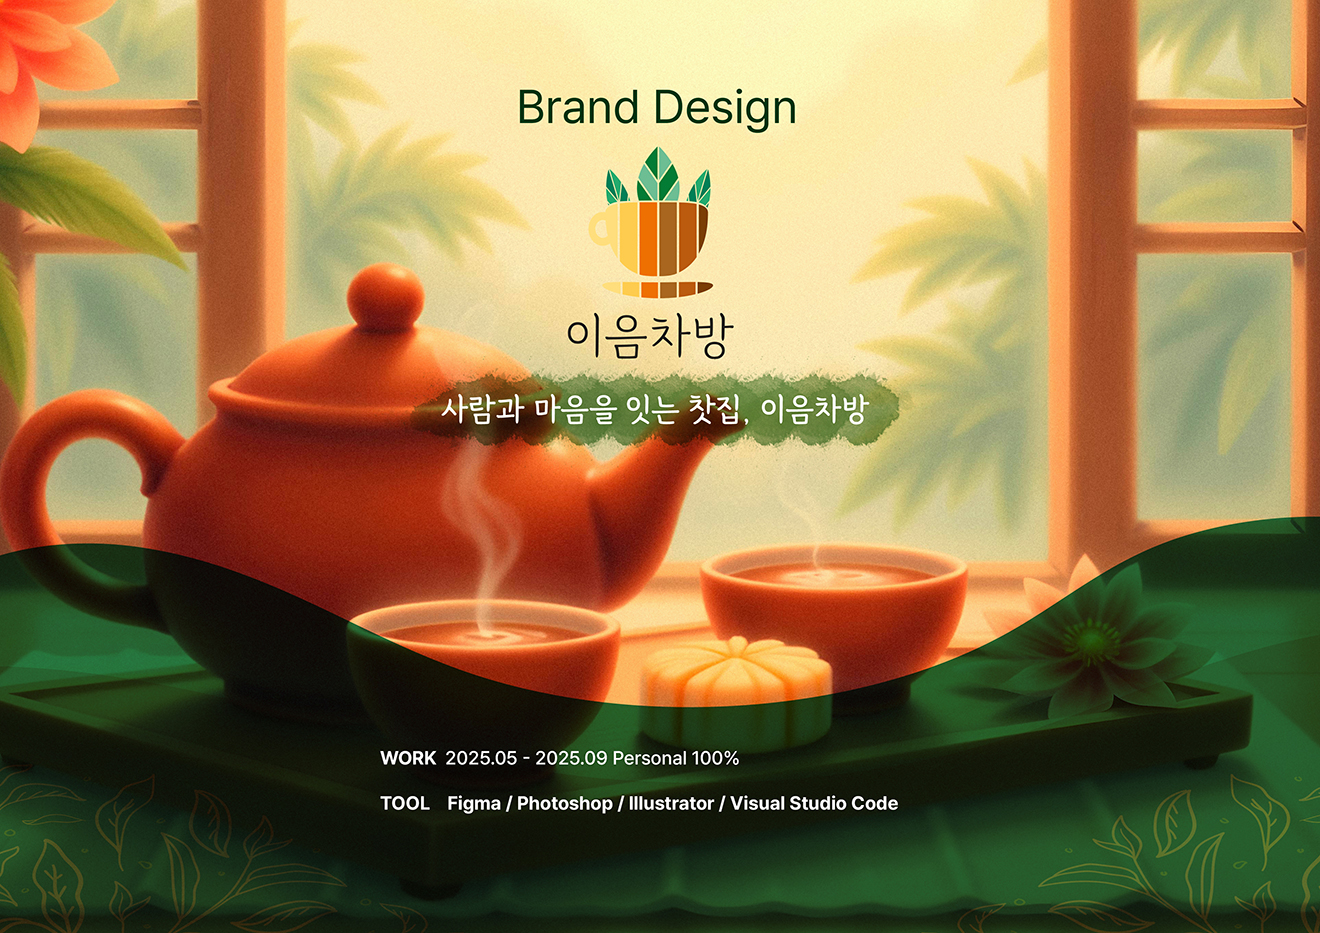 Brand Design
이음차방
사람과 마음을 잇는 찻집, 이음차방
WORK 2025.05 - 2025.09 Personal 100%
TOOL Figma / Photoshop / Illustrator / Visual Studio Code